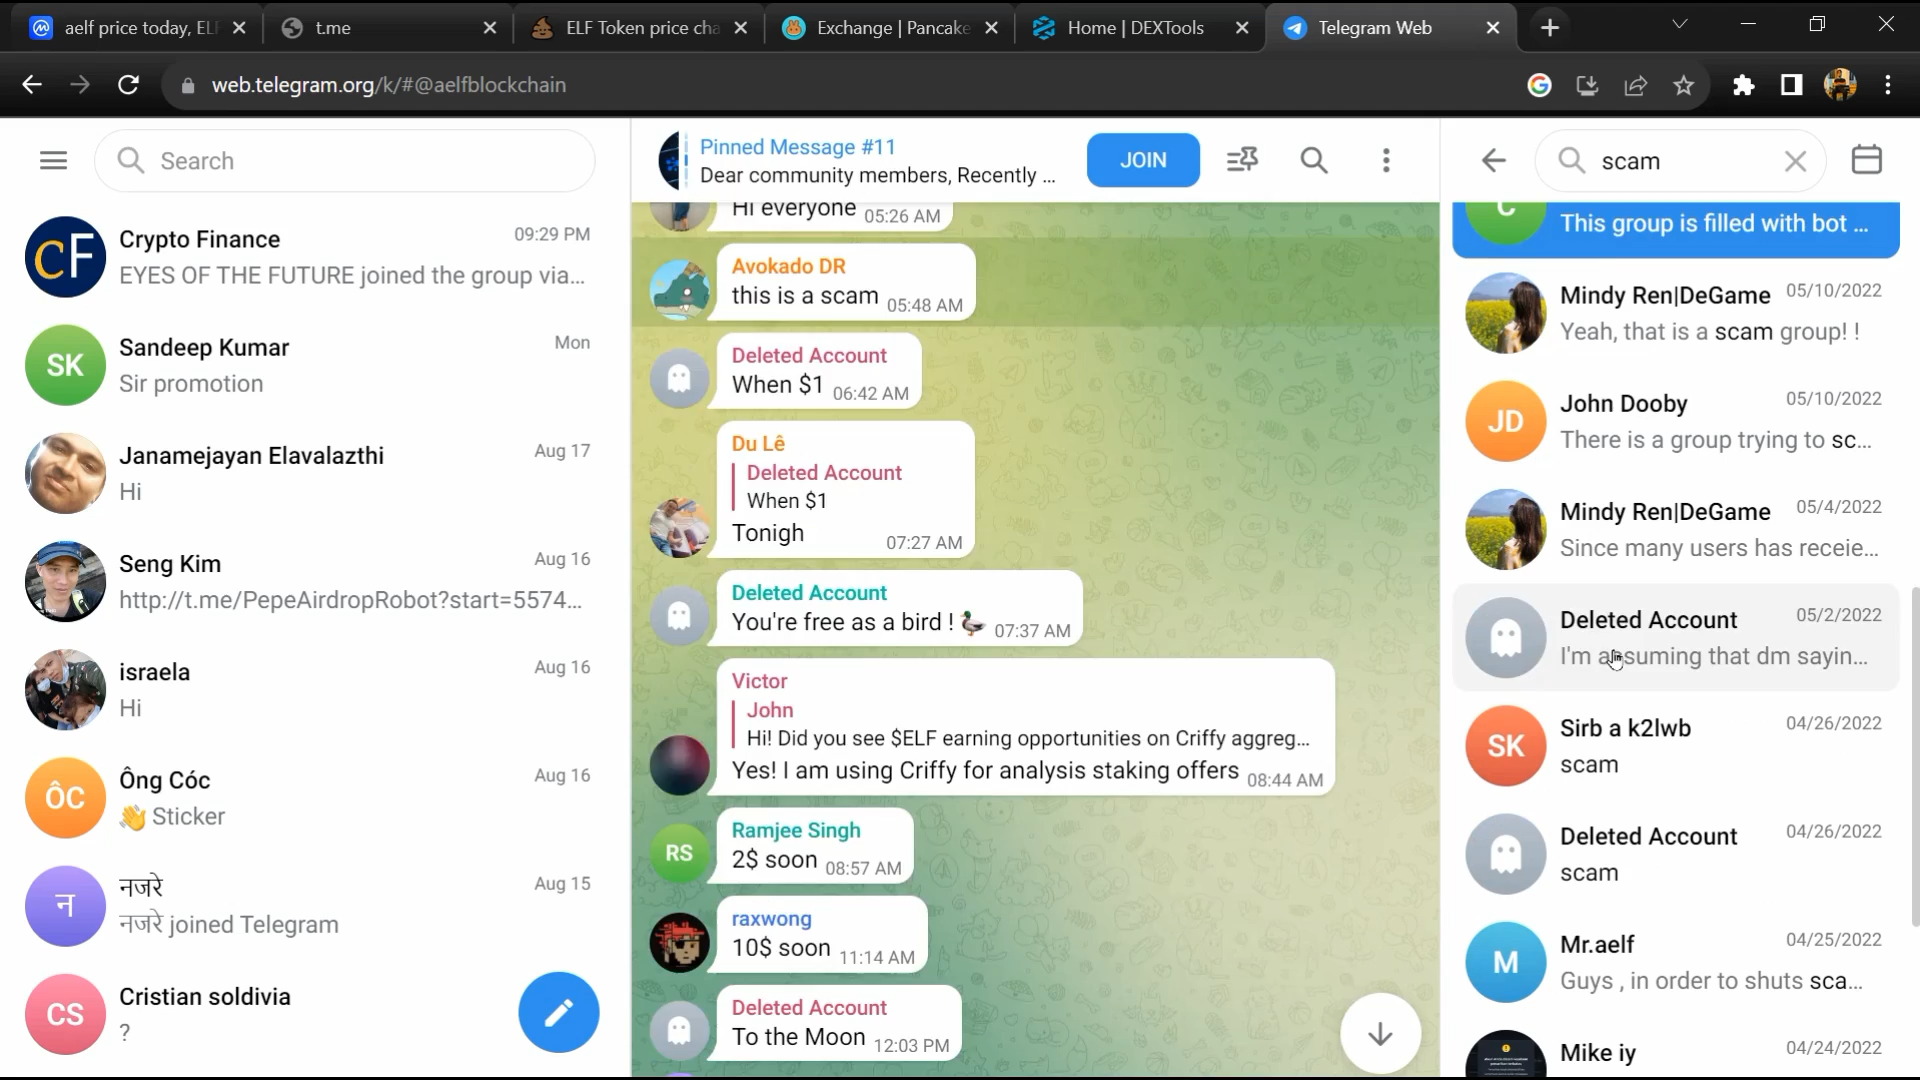 aelf price today, EL
t.me
ELF Token price cha
Exchange | Pancake
Home | DEXTools
Telegram Web
web.telegram.org/k/#@aelfblockchain
Search
Crypto Finance 09:29 PM
EYES OF THE FUTURE joined the group via...
SK
Sandeep Kumar Mon
Sir promotion
Janamejayan Elavalazthi Aug 17
Hi
Seng Kim Aug 16
http://t.me/PepeAirdropRobot?start=5574...
israela Aug 16
Hi
ÔC
Ông Cóc Aug 16
👋 Sticker
न
नजरे Aug 15
नजरे joined Telegram
CS
Cristian soldivia
?
CF
Pinned Message #11
Dear community members, Recently ...
JOIN
Hi everyone 05:26 AM
Avokado DR
this is a scam 05:48 AM
Deleted Account
When $1 06:42 AM
Du Lê
Deleted Account
When $1
Tonigh 07:27 AM
Deleted Account
You're free as a bird ! 🦆 07:37 AM
Victor
John
Hi! Did you see $ELF earning opportunities on Criffy aggreg...
Yes! I am using Criffy for analysis staking offers 08:44 AM
RS
Ramjee Singh
2$ soon 08:57 AM
raxwong
10$ soon 11:14 AM
Deleted Account
To the Moon 12:03 PM
scam
C
This group is filled with bot ...
Mindy Ren|DeGame 05/10/2022
Yeah, that is a scam group! !
JD
John Dooby 05/10/2022
There is a group trying to sc...
Mindy Ren|DeGame 05/4/2022
Since many users has receie...
Deleted Account 05/2/2022
I'm assuming that dm sayin...
SK
Sirb a k2lwb 04/26/2022
scam
Deleted Account 04/26/2022
scam
M
Mr.aelf 04/25/2022
Guys , in order to shuts sca...
Mike iy 04/24/2022